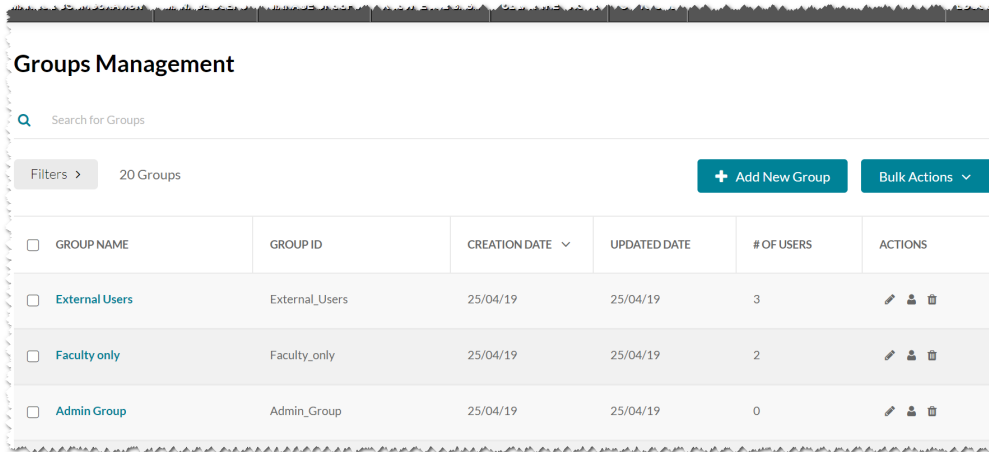 Groups Management
Search for Groups
Filters 20 Groups Add New Group Bulk Actions
GROUP NAME GROUP ID CREATION DATE UPDATED DATE # OF USERS ACTIONS
External Users External_Users 25/04/19 25/04/19 3
Faculty only Faculty_only 25/04/19 25/04/19 2
Admin Group Admin_Group 25/04/19 25/04/19 0